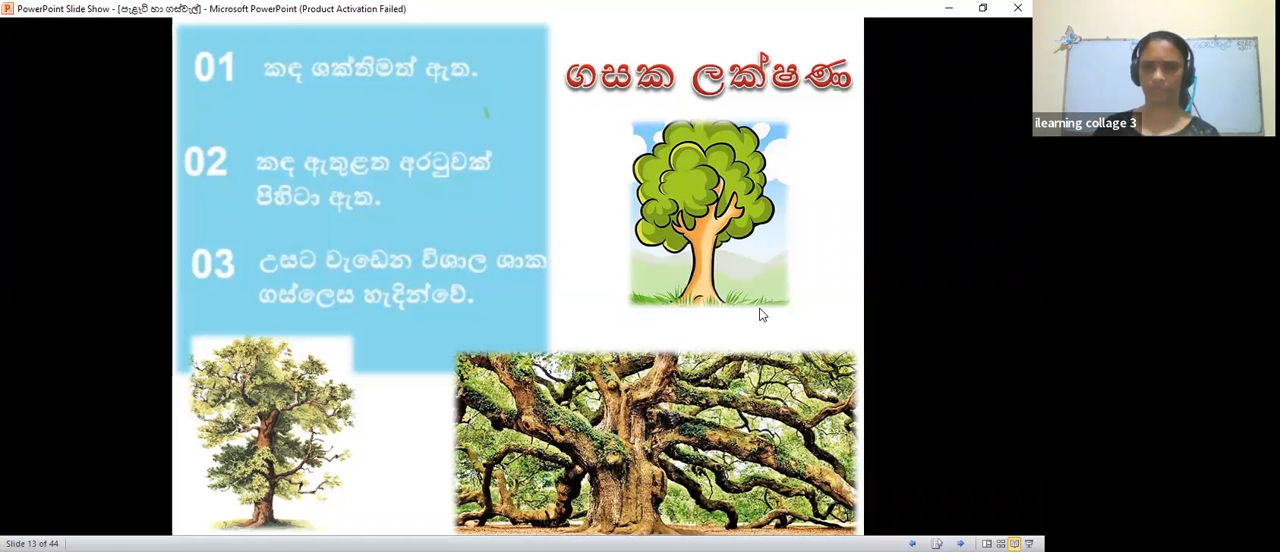 PowerPoint Slide Show - [පැළෑටි හා ගස්වැල්] - Microsoft PowerPoint (Product Activation Failed)
01 කඳ ශක්තිමත් ඇත.
ගසක ලක්ෂණ
02 කඳ ඇතුළත අරටුවක්
පිහිටා ඇත.
03 උසට වැඩෙන විශාල ශාක
ගස්ලෙස හැදින්වේ.
ilearning collage 3
Slide 13 of 44